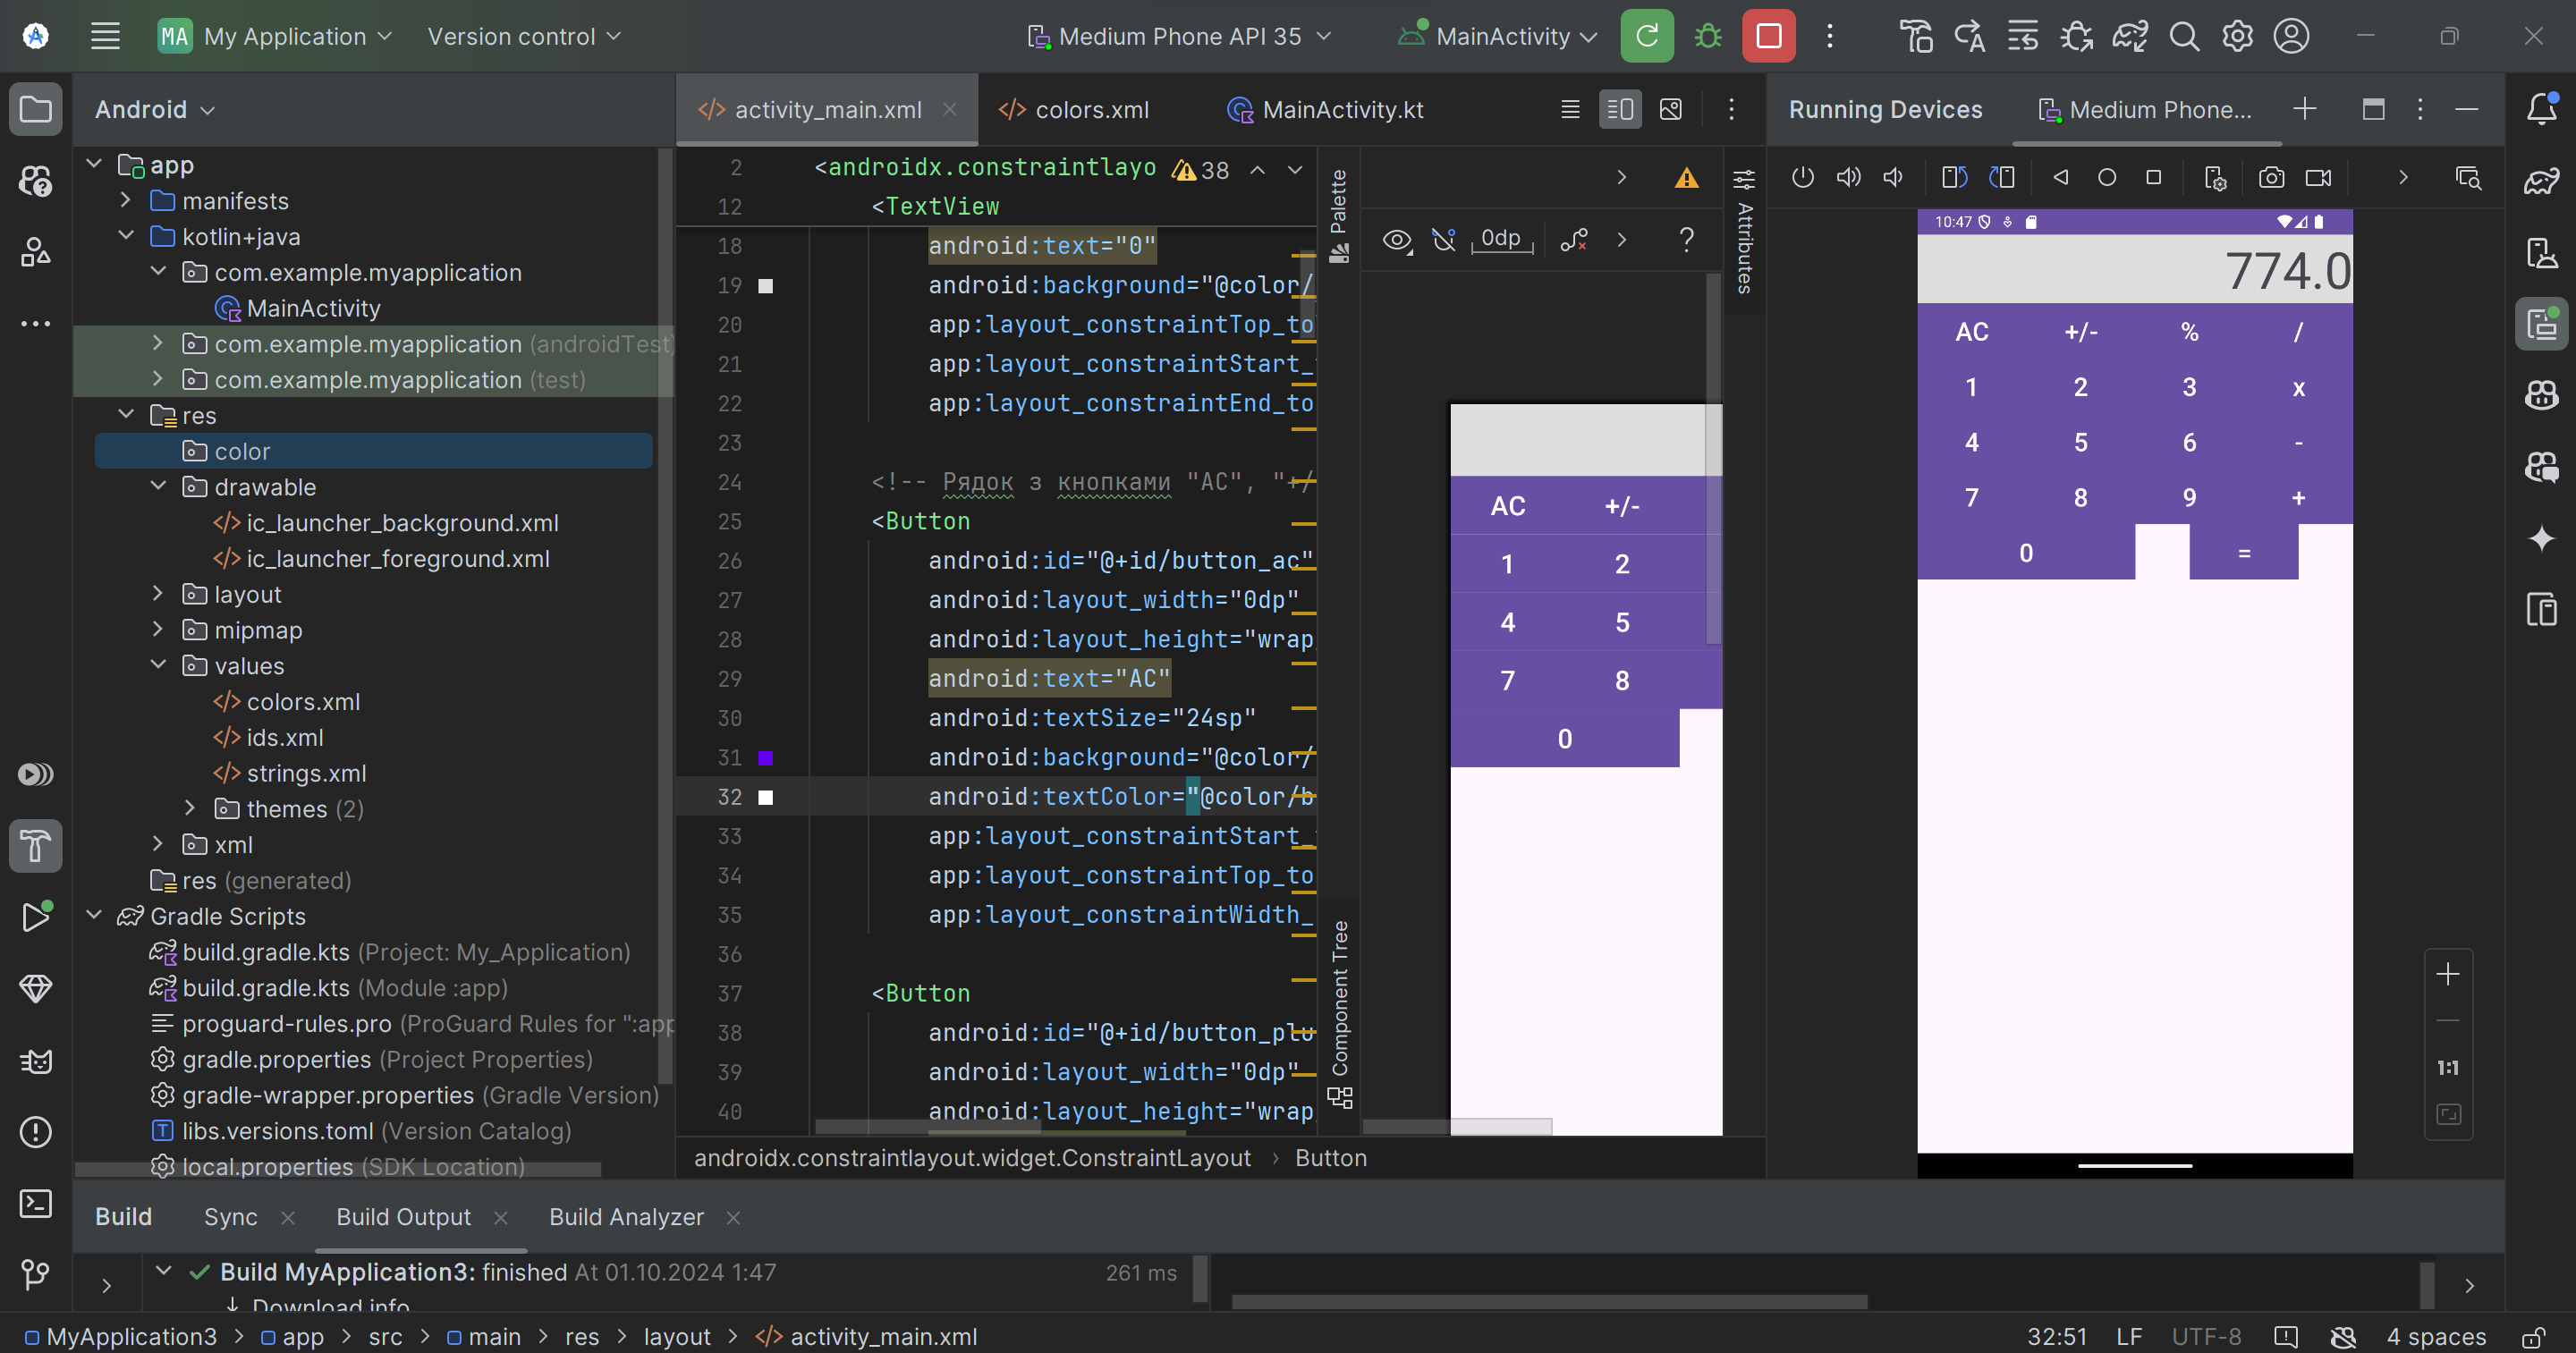 MA My Application Version control Medium Phone API 35 MainActivity
Android
app
manifests
kotlin+java
com.example.myapplication
MainActivity
com.example.myapplication (androidTest)
com.example.myapplication (test)
res
color
drawable
ic_launcher_background.xml
ic_launcher_foreground.xml
layout
mipmap
values
colors.xml
ids.xml
strings.xml
themes (2)
xml
res (generated)
Gradle Scripts
build.gradle.kts (Project: My_Application)
build.gradle.kts (Module :app)
proguard-rules.pro (ProGuard Rules for ":app
gradle.properties (Project Properties)
gradle-wrapper.properties (Gradle Version)
libs.versions.toml (Version Catalog)
local.properties (SDK Location)
activity_main.xml colors.xml MainActivity.kt
2 <androidx.constraintlayo 38
12 <TextView
18 android:text="0"
19 android:background="@color/
20 app:layout_constraintTop_to
21 app:layout_constraintStart_
22 app:layout_constraintEnd_to
23
24 <!-- Рядок з кнопками "AC", "+/
25 <Button
26 android:id="@+id/button_ac"
27 android:layout_width="0dp"
28 android:layout_height="wrap_
29 android:text="AC"
30 android:textSize="24sp"
31 android:background="@color/
32 android:textColor="@color/b
33 app:layout_constraintStart_
34 app:layout_constraintTop_to
35 app:layout_constraintWidth_
36
37 <Button
38 android:id="@+id/button_plu
39 android:layout_width="0dp"
40 android:layout_height="wrap_
androidx.constraintlayout.widget.ConstraintLayout › Button
Palette
Component Tree
0dp ?
Attributes
AC +/-
1 2
4 5
7 8
0
Running Devices Medium Phone...
10:47
774.0
AC +/- % /
1 2 3 x
4 5 6 -
7 8 9 +
0 =
1:1
Build Sync Build Output Build Analyzer
Build MyApplication3: finished At 01.10.2024 1:47 261 ms
Download info
MyApplication3 > app > src > main > res > layout > activity_main.xml 32:51 LF UTF-8 4 spaces